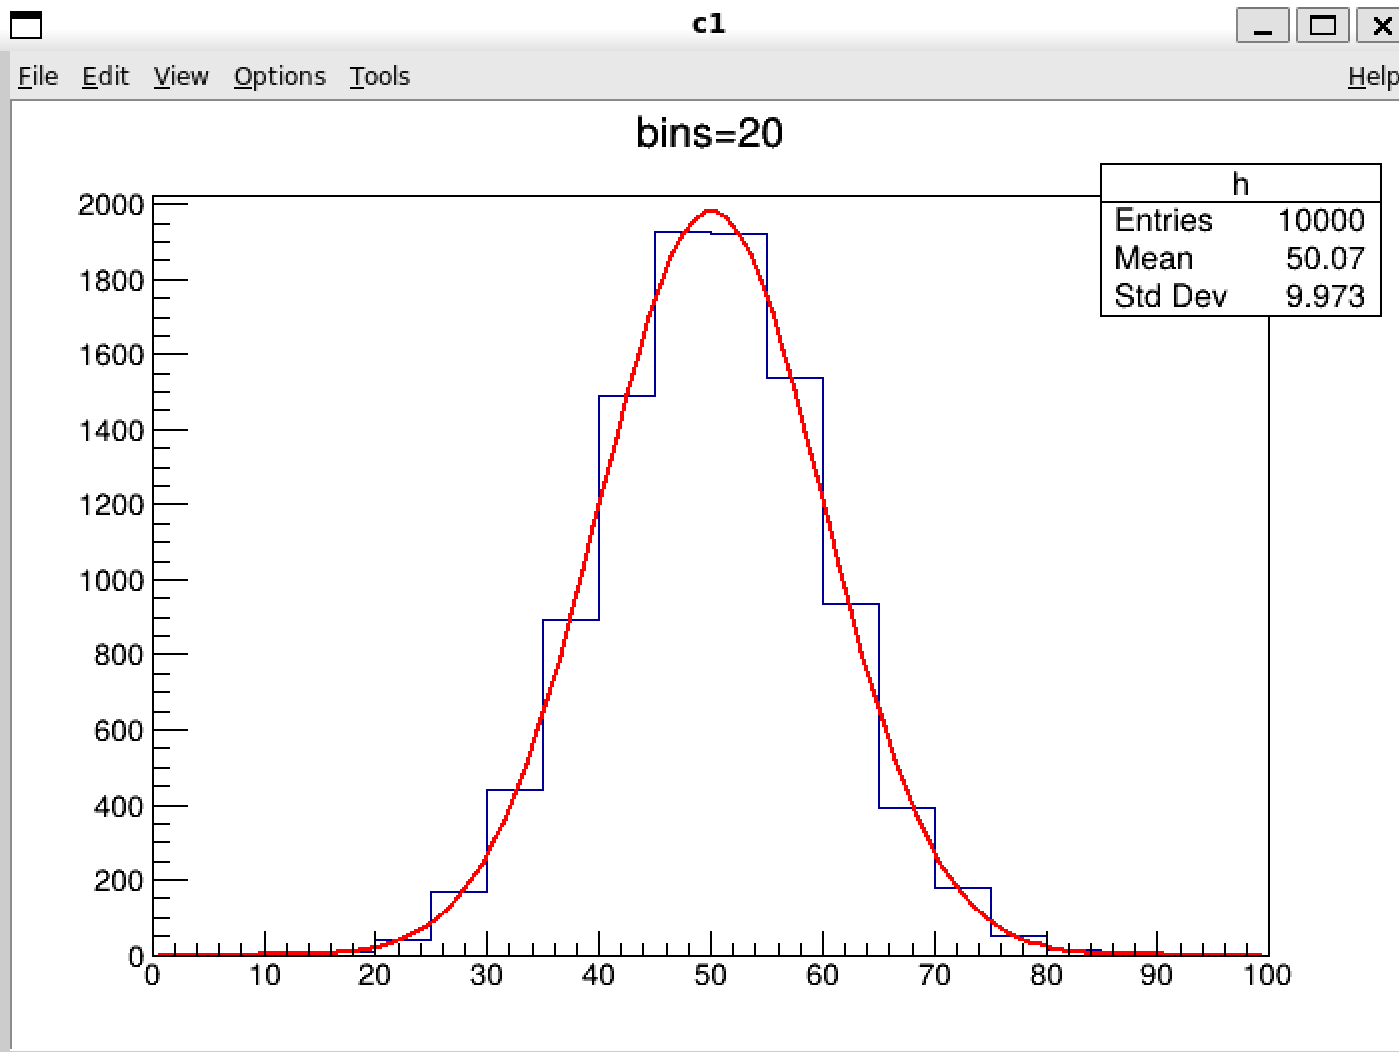 c1
File Edit View Options Tools Help
bins=20
h
Entries 10000
Mean 50.07
Std Dev 9.973
2000
1800
1600
1400
1200
1000
800
600
400
200
0
0 10 20 30 40 50 60 70 80 90 100